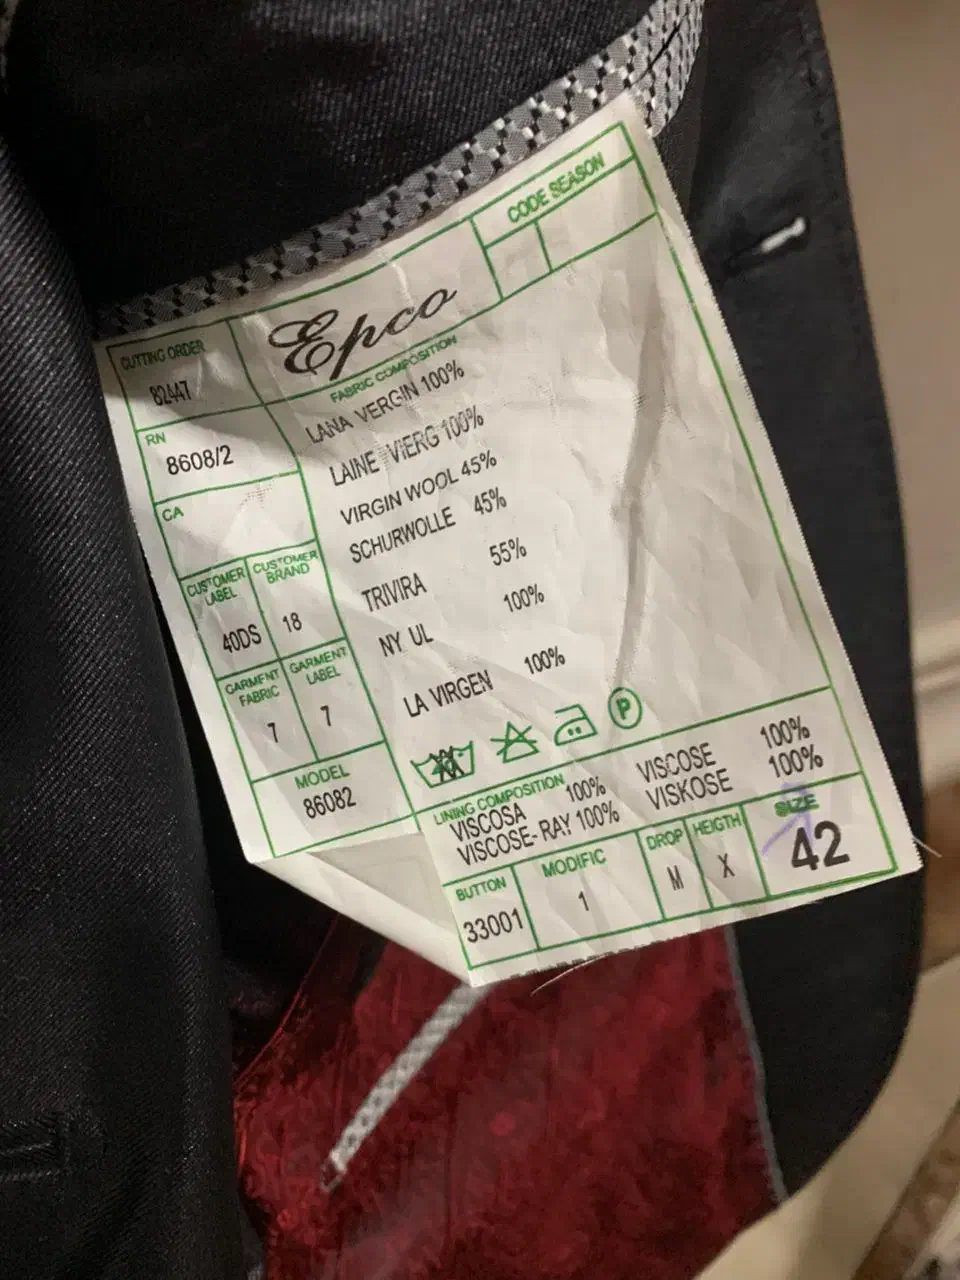 CODE SEASON
Epco
CUTTING ORDER
82447
RN
8608/2
CA
CUSTOMER LABEL
40DS
CUSTOMER BRAND
18
GARMENT FABRIC
7
GARMENT LABEL
7
MODEL
86082
FABRIC COMPOSITION
LANA VERGIN 100%
LAINE VIERG 100%
VIRGIN WOOL 45%
SCHURWOLLE 45%
TRIVIRA 55%
NY UL 100%
LA VIRGEN 100%
P
LINING COMPOSITION
VISCOSA 100%
VISCOSE-RAY 100%
VISCOSE 100%
VISKOSE 100%
BUTTON
33001
MODIFIC
1
DROP
M
HEIGTH
X
SIZE
42